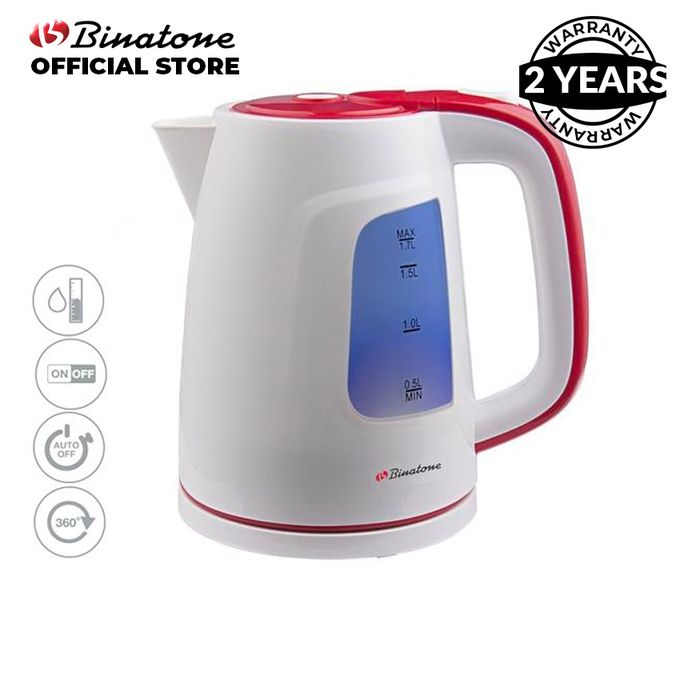 Binatone
OFFICIAL STORE
WARRANTY
2 YEARS
WARRANTY
MAX
1.7L
1.5L
1.0L
0.5L
MIN
ON OFF
AUTO
OFF
360°
Binatone